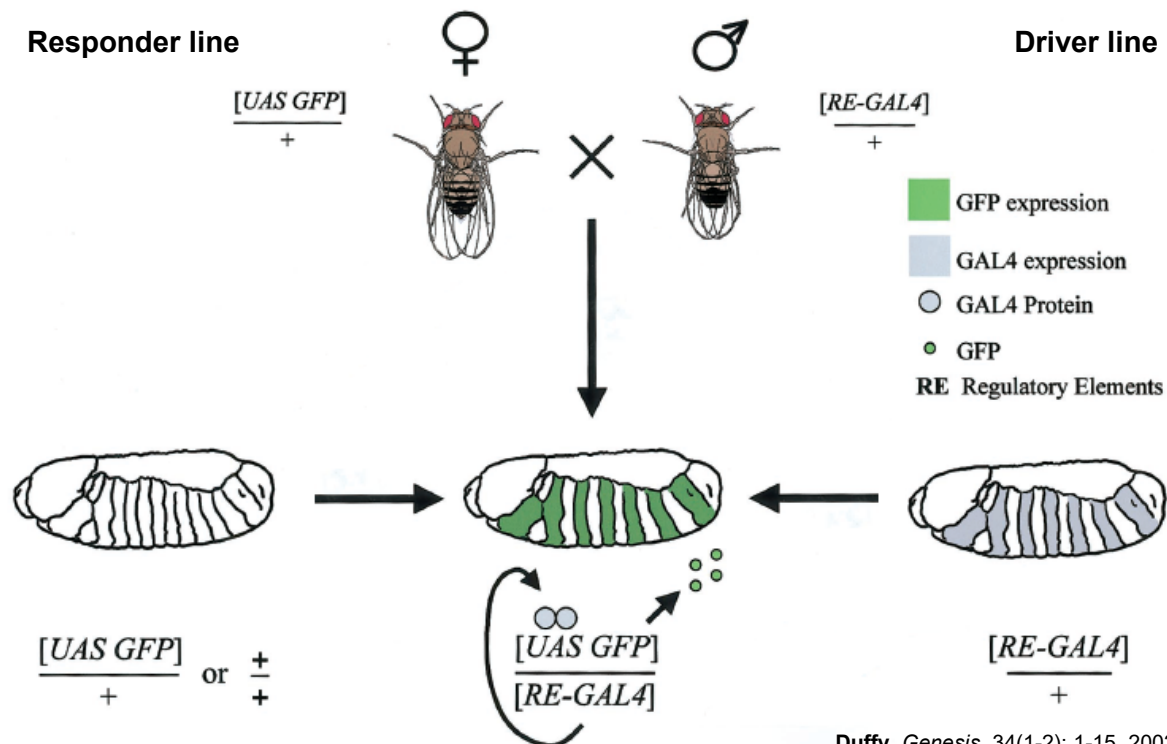 Responder line
Driver line
[UAS GFP]
+
[RE-GAL4]
+
GFP expression
GAL4 expression
GAL4 Protein
GFP
RE Regulatory Elements
[UAS GFP]
+
or
+
+
[UAS GFP]
[RE-GAL4]
[RE-GAL4]
+
Duffy, Genesis, 34(1-2): 1-15, 2002